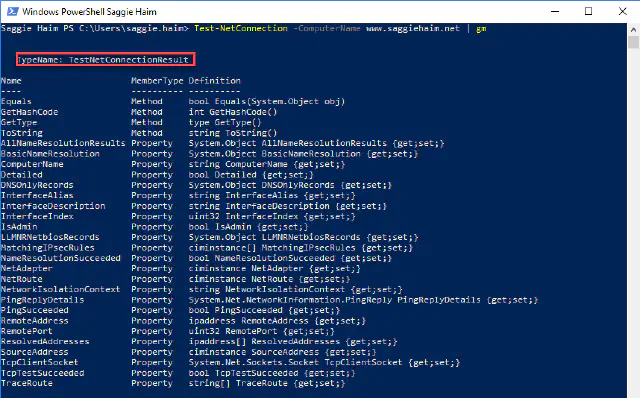 Windows PowerShell Saggie Haim
Saggie Haim PS C:\Users\saggie.haim> Test-NetConnection -ComputerName www.saggiehaim.net | gm
TypeName: TestNetConnectionResult
Name MemberType Definition
---- ---------- ----------
Equals Method bool Equals(System.Object obj)
GetHashCode Method int GetHashCode()
GetType Method type GetType()
ToString Method string ToString()
AllNameResolutionResults Property System.Object AllNameResolutionResults {get;set;}
BasicNameResolution Property System.Object BasicNameResolution {get;set;}
ComputerName Property string ComputerName {get;set;}
Detailed Property bool Detailed {get;set;}
DNSOnlyRecords Property System.Object DNSOnlyRecords {get;set;}
InterfaceAlias Property string InterfaceAlias {get;set;}
InterfaceDescription Property string InterfaceDescription {get;set;}
InterfaceIndex Property uint32 InterfaceIndex {get;set;}
IsAdmin Property bool IsAdmin {get;set;}
LLMNRNetbiosRecords Property System.Object LLMNRNetbiosRecords {get;set;}
MatchingIPsecRules Property ciminstance[] MatchingIPsecRules {get;set;}
NameResolutionSucceeded Property bool NameResolutionSucceeded {get;set;}
NetAdapter Property ciminstance NetAdapter {get;set;}
NetRoute Property ciminstance NetRoute {get;set;}
NetworkIsolationContext Property string NetworkIsolationContext {get;set;}
PingReplyDetails Property System.Net.NetworkInformation.PingReply PingReplyDetails {get;set;}
PingSucceeded Property bool PingSucceeded {get;set;}
RemoteAddress Property ipaddress RemoteAddress {get;set;}
RemotePort Property uint32 RemotePort {get;set;}
ResolvedAddresses Property ipaddress[] ResolvedAddresses {get;set;}
SourceAddress Property ciminstance SourceAddress {get;set;}
TcpClientSocket Property System.Net.Sockets.Socket TcpClientSocket {get;set;}
TcpTestSucceeded Property bool TcpTestSucceeded {get;set;}
TraceRoute Property string[] TraceRoute {get;set;}